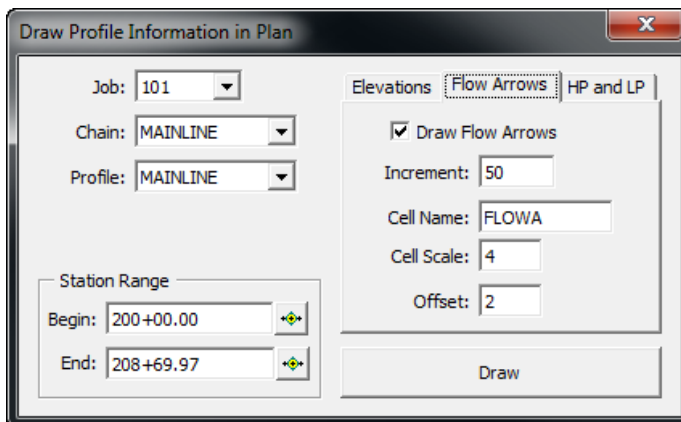 Draw Profile Information in Plan
Job: 101
Chain: MAINLINE
Profile: MAINLINE
Station Range
Begin: 200+00.00
End: 208+69.97
Elevations Flow Arrows HP and LP
Draw Flow Arrows
Increment: 50
Cell Name: FLOWA
Cell Scale: 4
Offset: 2
Draw